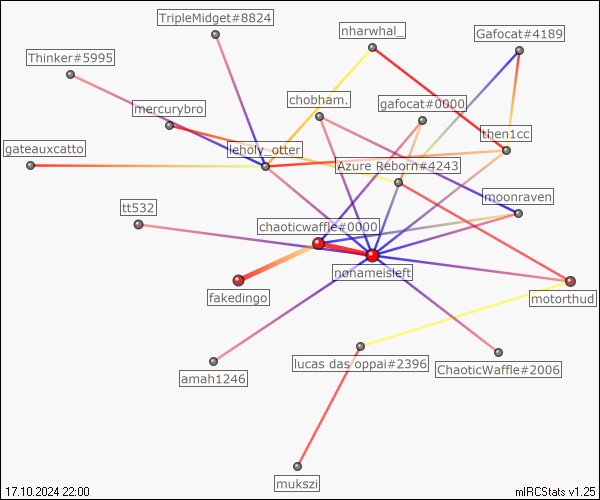 TripleMidget#8824
nharwhal_
Gafocat#4189
Thinker#5995
chobham.
gafocat#0000
mercurybro
then1cc
gateauxcatto
leholy_otter
Azure Reborn#4243
moonraven
tt532
chaoticwaffle#0000
nonameisleft
fakedingo
motorthud
lucas das oppai#2396
ChaoticWaffle#2006
amah1246
mukszi
17.10.2024 22:00
mIRCStats v1.25